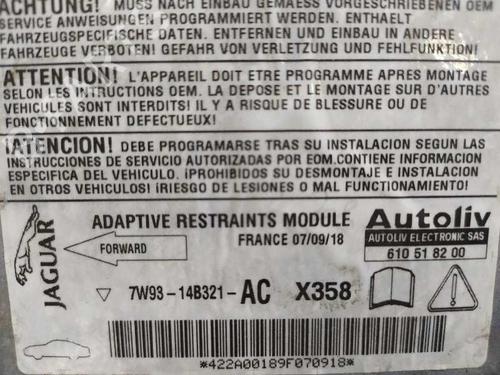 ACHTUNG! MUSS NACH EINBAU GEMAESS VORGESCHRIEBENEN OEM
SERVICE ANWEISUNGEN PROGRAMMIERT WERDEN. ENTHAELT
FAHRZEUGSPEZIFISCHE DATEN. ENTFERNEN UND EINBAU IN ANDERE
FAHRZEUGE VERBOTEN! GEFAHR VON VERLETZUNG UND FEHLFUNKTION!
ATTENTION! L'APPAREIL DOIT ETRE PROGRAMME APRES MONTAGE
SELON LES INTRUCTIONS OEM. LA DEPOSE ET LE MONTAGE SUR D'AUTRES
VEHICULES SONT INTERDITS! IL Y A RISQUE DE BLESSURE OU DE
FONCTIONNEMENT DEFECTUEUX!
¡ATENCION! DEBE PROGRAMARSE TRAS SU INSTALACION SEGUN LAS
INSTRUCCIONES DE SERVICIO AUTORIZADAS POR EOM.CONTIENE INFORMACION
ESPECIFICA DEL VEHICULO. ¡PROHIBIDOS SU DESMONTAJE E INSTALACION
EN OTROS VEHICULOS! ¡RIESGO DE LESIONES O MAL FUNCIONAMIENTO!
JAGUAR
FORWARD
ADAPTIVE RESTRAINTS MODULE
FRANCE 07/09/18
Autoliv
AUTOLIV ELECTRONIC SAS
610 51 82 00
7W93-14B321-AC X358
*422A00189F070918*